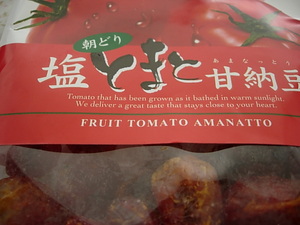 朝どり
あまなっとう
塩とまと甘納豆
Tomato that has been grown as it bathed in warm sunlight.
We deliver a great taste that stays close to your heart.
FRUIT TOMATO AMANATTO